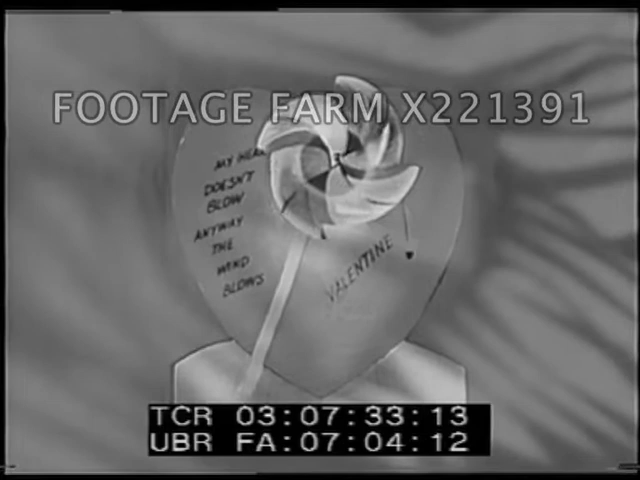 FOOTAGE FARM X221391
MY HEA
DOESN'T
BLOW
ANYWAY
THE
WIND
BLOWS
VALENTINE
TCR 03:07:33:13
UBR FA:07:04:12